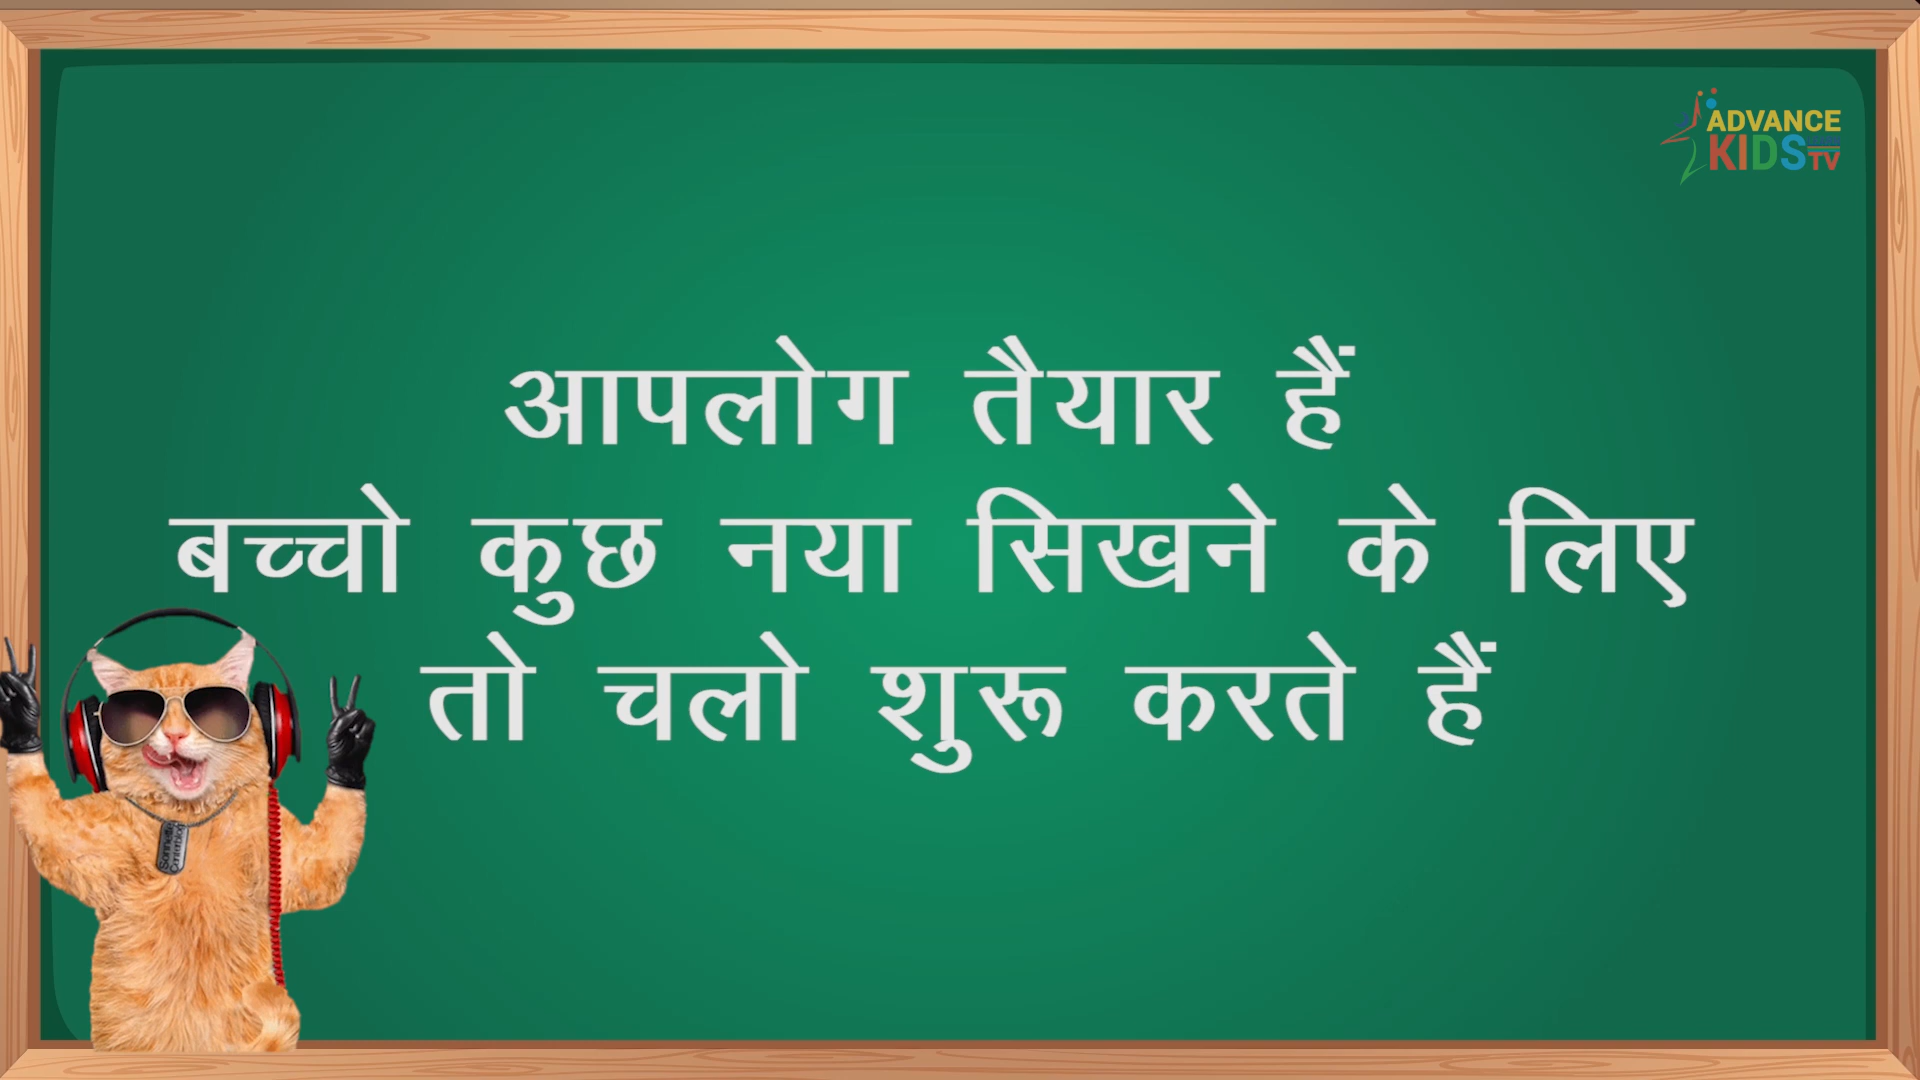 ADVANCE
KIDS TV
आपलोग तैयार हैं
बच्चो कुछ नया सिखने के लिए
तो चलो शुरू करते हैं